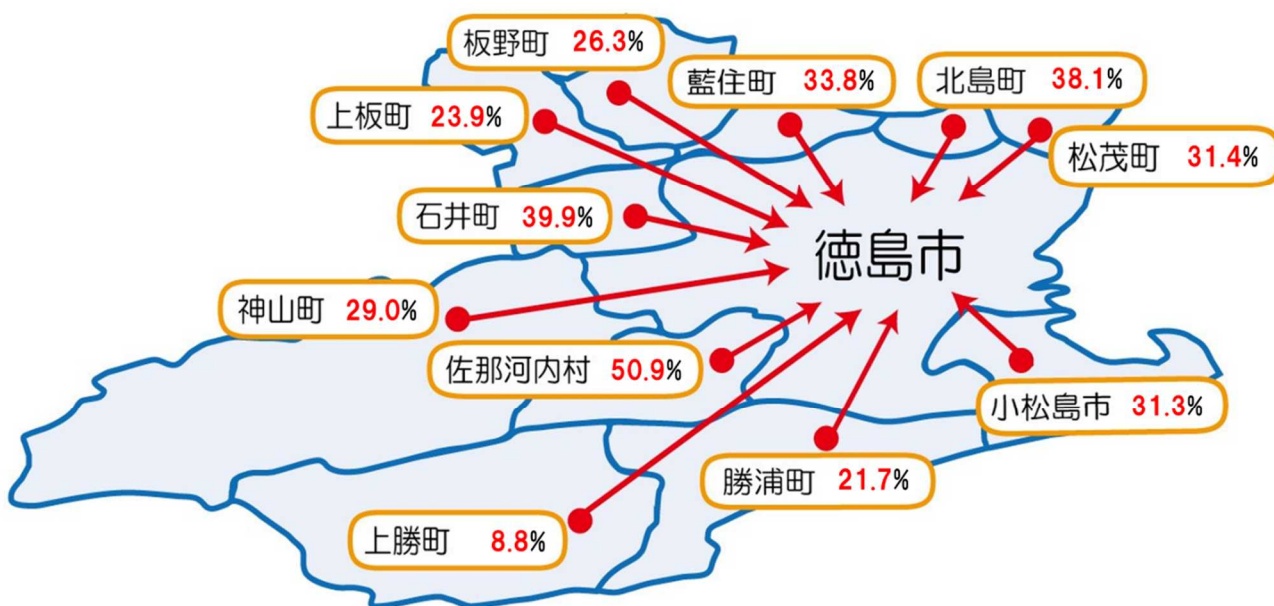 板野町 26.3%
藍住町 33.8%
北島町 38.1%
上板町 23.9%
松茂町 31.4%
石井町 39.9%
徳島市
神山町 29.0%
佐那河内村 50.9%
小松島市 31.3%
勝浦町 21.7%
上勝町 8.8%